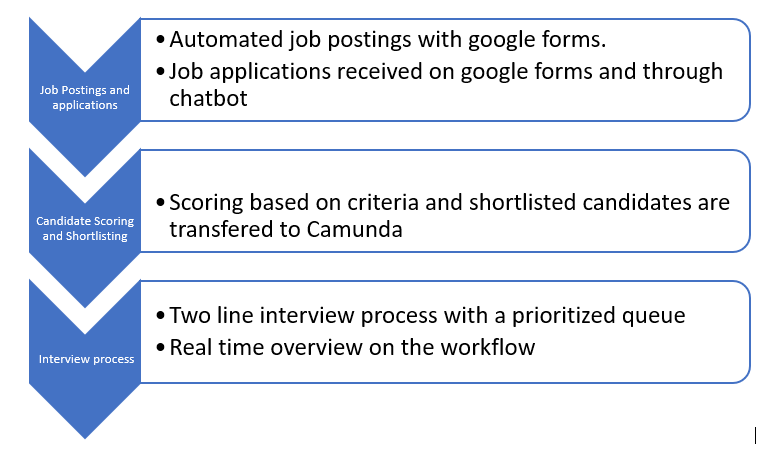 Job Postings and
applications
• Automated job postings with google forms.
• Job applications received on google forms and through
chatbot
Candidate Scoring
and Shortlisting
• Scoring based on criteria and shortlisted candidates are
transfered to Camunda
Interview process
• Two line interview process with a prioritized queue
• Real time overview on the workflow